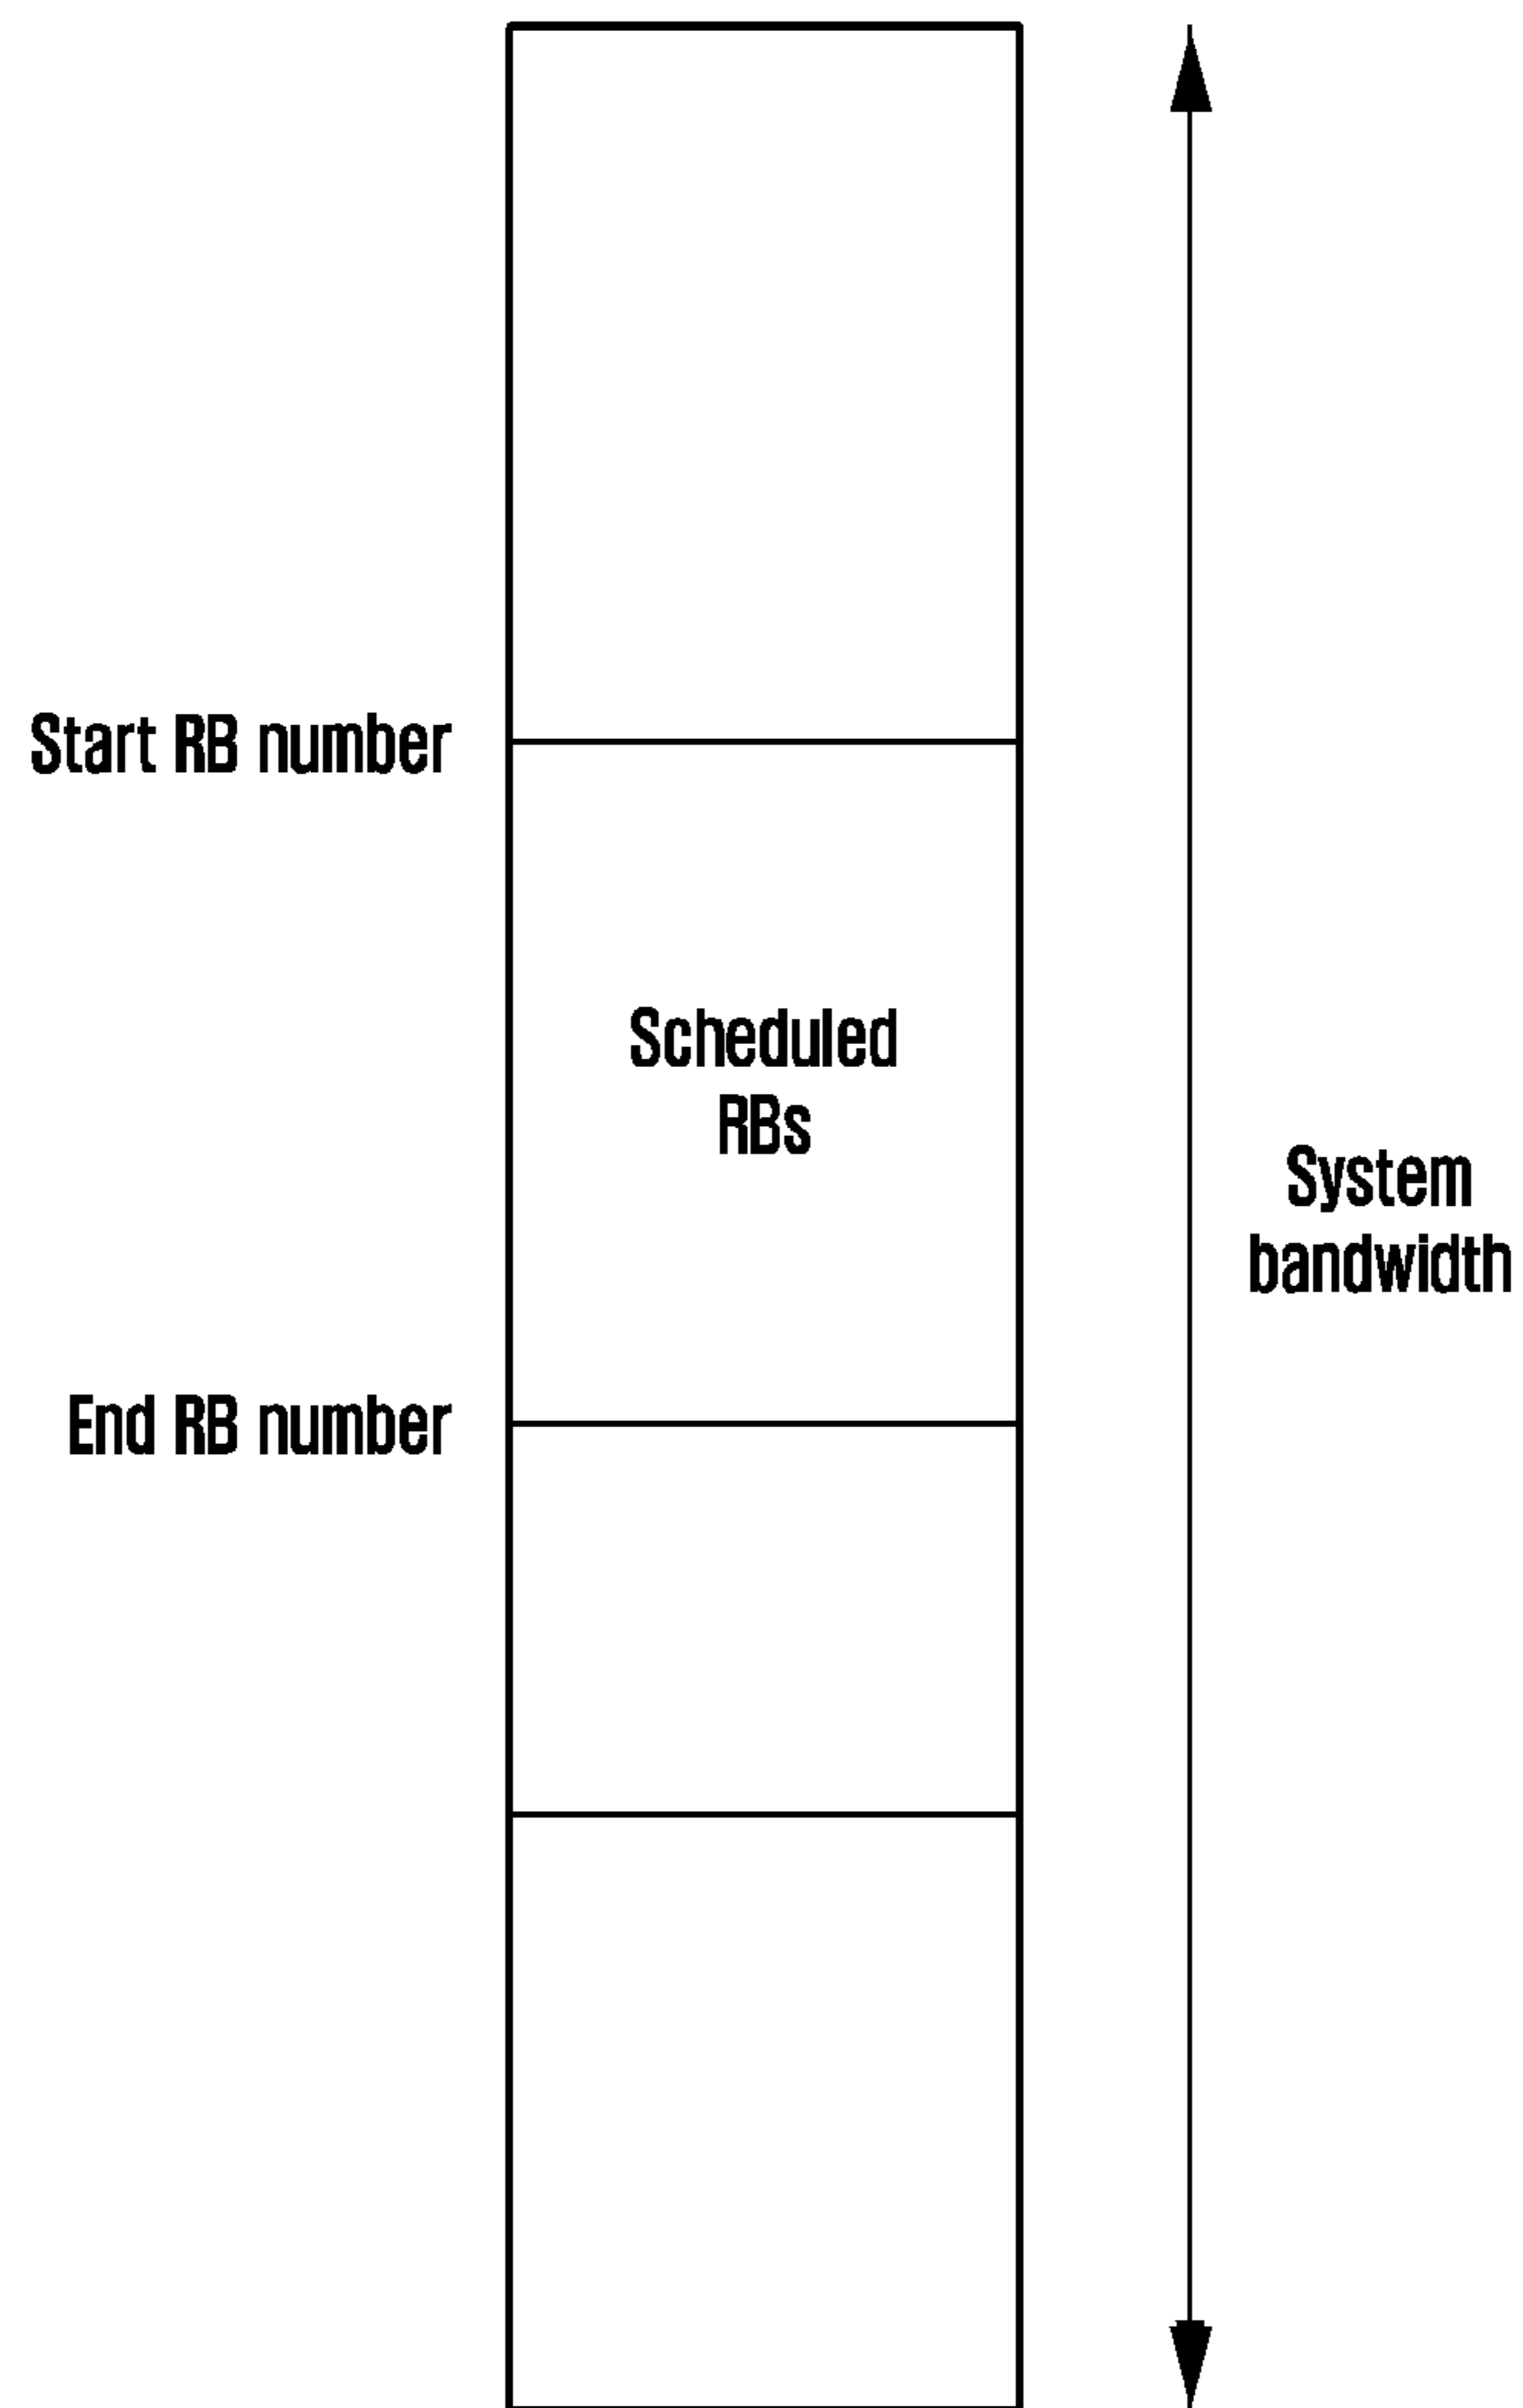 Start RB number
Scheduled
RBs
System
bandwidth
End RB number